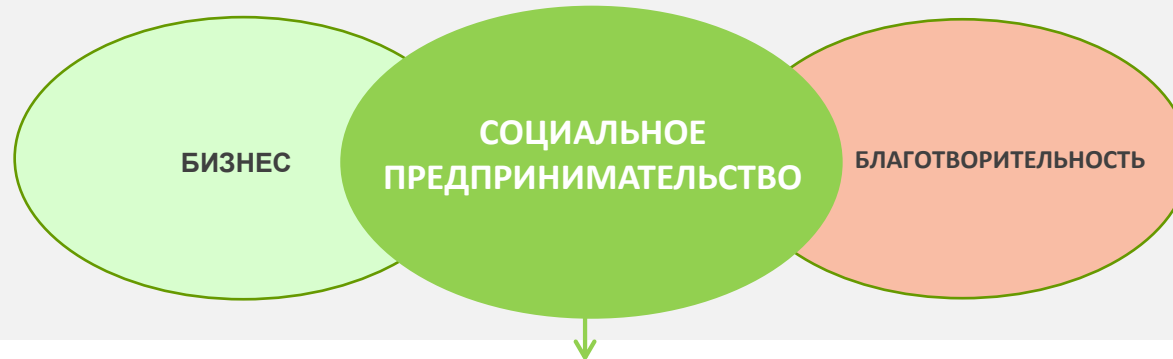 БИЗНЕС
СОЦИАЛЬНОЕ
ПРЕДПРИНИМАТЕЛЬСТВО
БЛАГОТВОРИТЕЛЬНОСТЬ